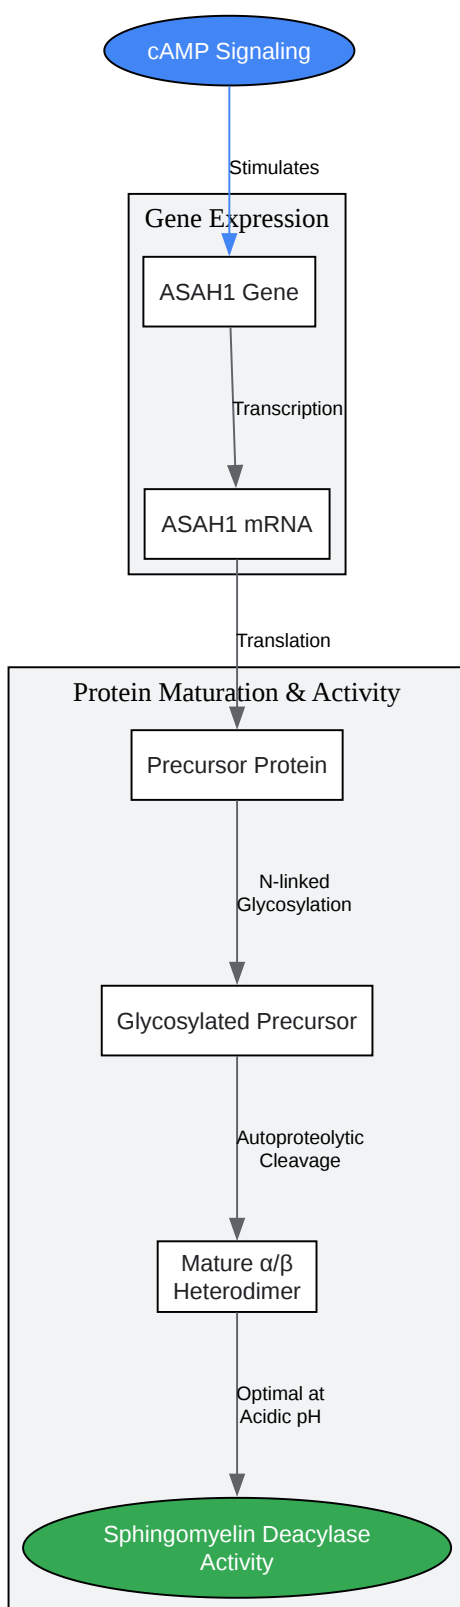 cAMP Signaling
Stimulates
Gene Expression
ASAH1 Gene
Transcription
ASAH1 mRNA
Translation
Protein Maturation & Activity
Precursor Protein
N-linked
Glycosylation
Glycosylated Precursor
Autoproteolytic
Cleavage
Mature α/β
Heterodimer
Optimal at
Acidic pH
Sphingomyelin Deacylase
Activity